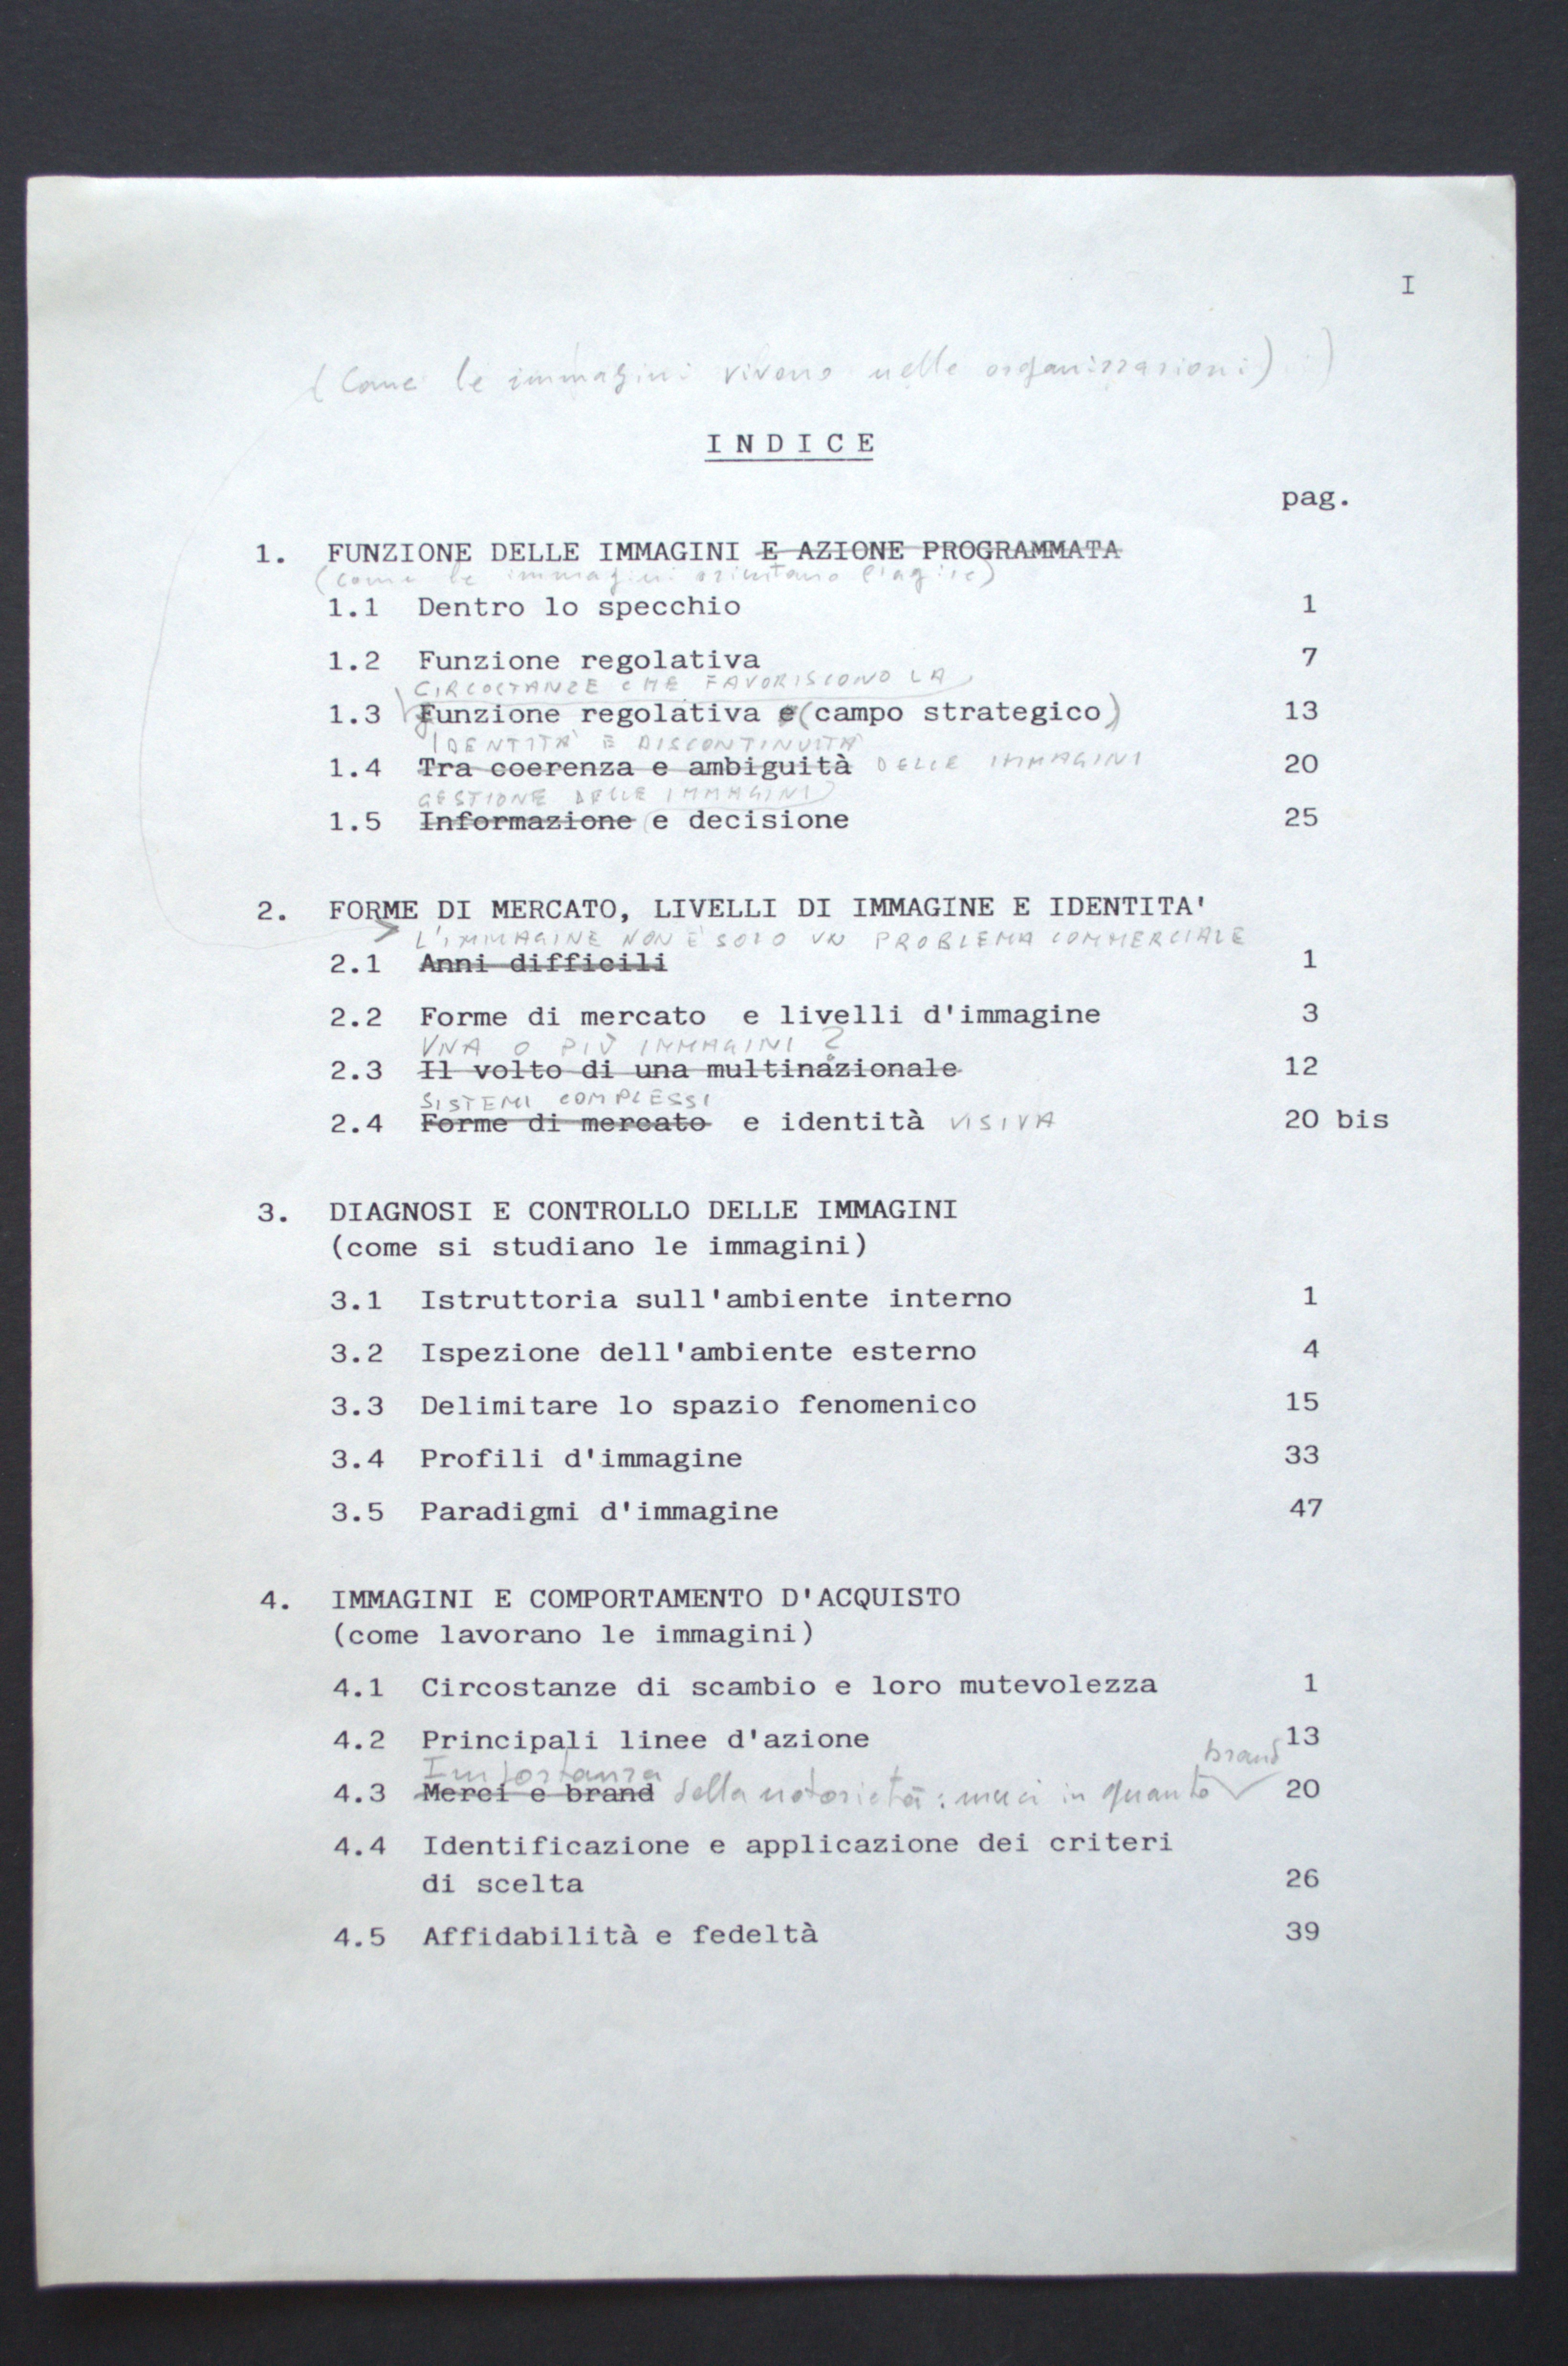 I
(Come le immagini vivono nelle organizzazioni)
INDICE
pag.
1. FUNZIONE DELLE IMMAGINI E AZIONE PROGRAMMATA
(come le immagini orientano l'agire)
1.1 Dentro lo specchio 1
1.2 Funzione regolativa 7
CIRCOSTANZE CHE FAVORISCONO LA
1.3 Funzione regolativa e (campo strategico) 13
IDENTITÀ E DISCONTINUITÀ
1.4 Tra coerenza e ambiguità DELLE IMMAGINI 20
GESTIONE DELLE IMMAGINI
1.5 Informazione e decisione 25
2. FORME DI MERCATO, LIVELLI DI IMMAGINE E IDENTITA'
L'IMMAGINE NON È SOLO UN PROBLEMA COMMERCIALE
2.1 Anni difficili 1
2.2 Forme di mercato e livelli d'immagine 3
UNA O PIÙ IMMAGINI ?
2.3 Il volto di una multinazionale 12
SISTEMI COMPLESSI
2.4 Forme di mercato e identità VISIVA 20 bis
3. DIAGNOSI E CONTROLLO DELLE IMMAGINI
(come si studiano le immagini)
3.1 Istruttoria sull'ambiente interno 1
3.2 Ispezione dell'ambiente esterno 4
3.3 Delimitare lo spazio fenomenico 15
3.4 Profili d'immagine 33
3.5 Paradigmi d'immagine 47
4. IMMAGINI E COMPORTAMENTO D'ACQUISTO
(come lavorano le immagini)
4.1 Circostanze di scambio e loro mutevolezza 1
4.2 Principali linee d'azione 13
Importanza brand
4.3 Merci e brand della notorietà: merci in quanto 20
4.4 Identificazione e applicazione dei criteri
di scelta 26
4.5 Affidabilità e fedeltà 39